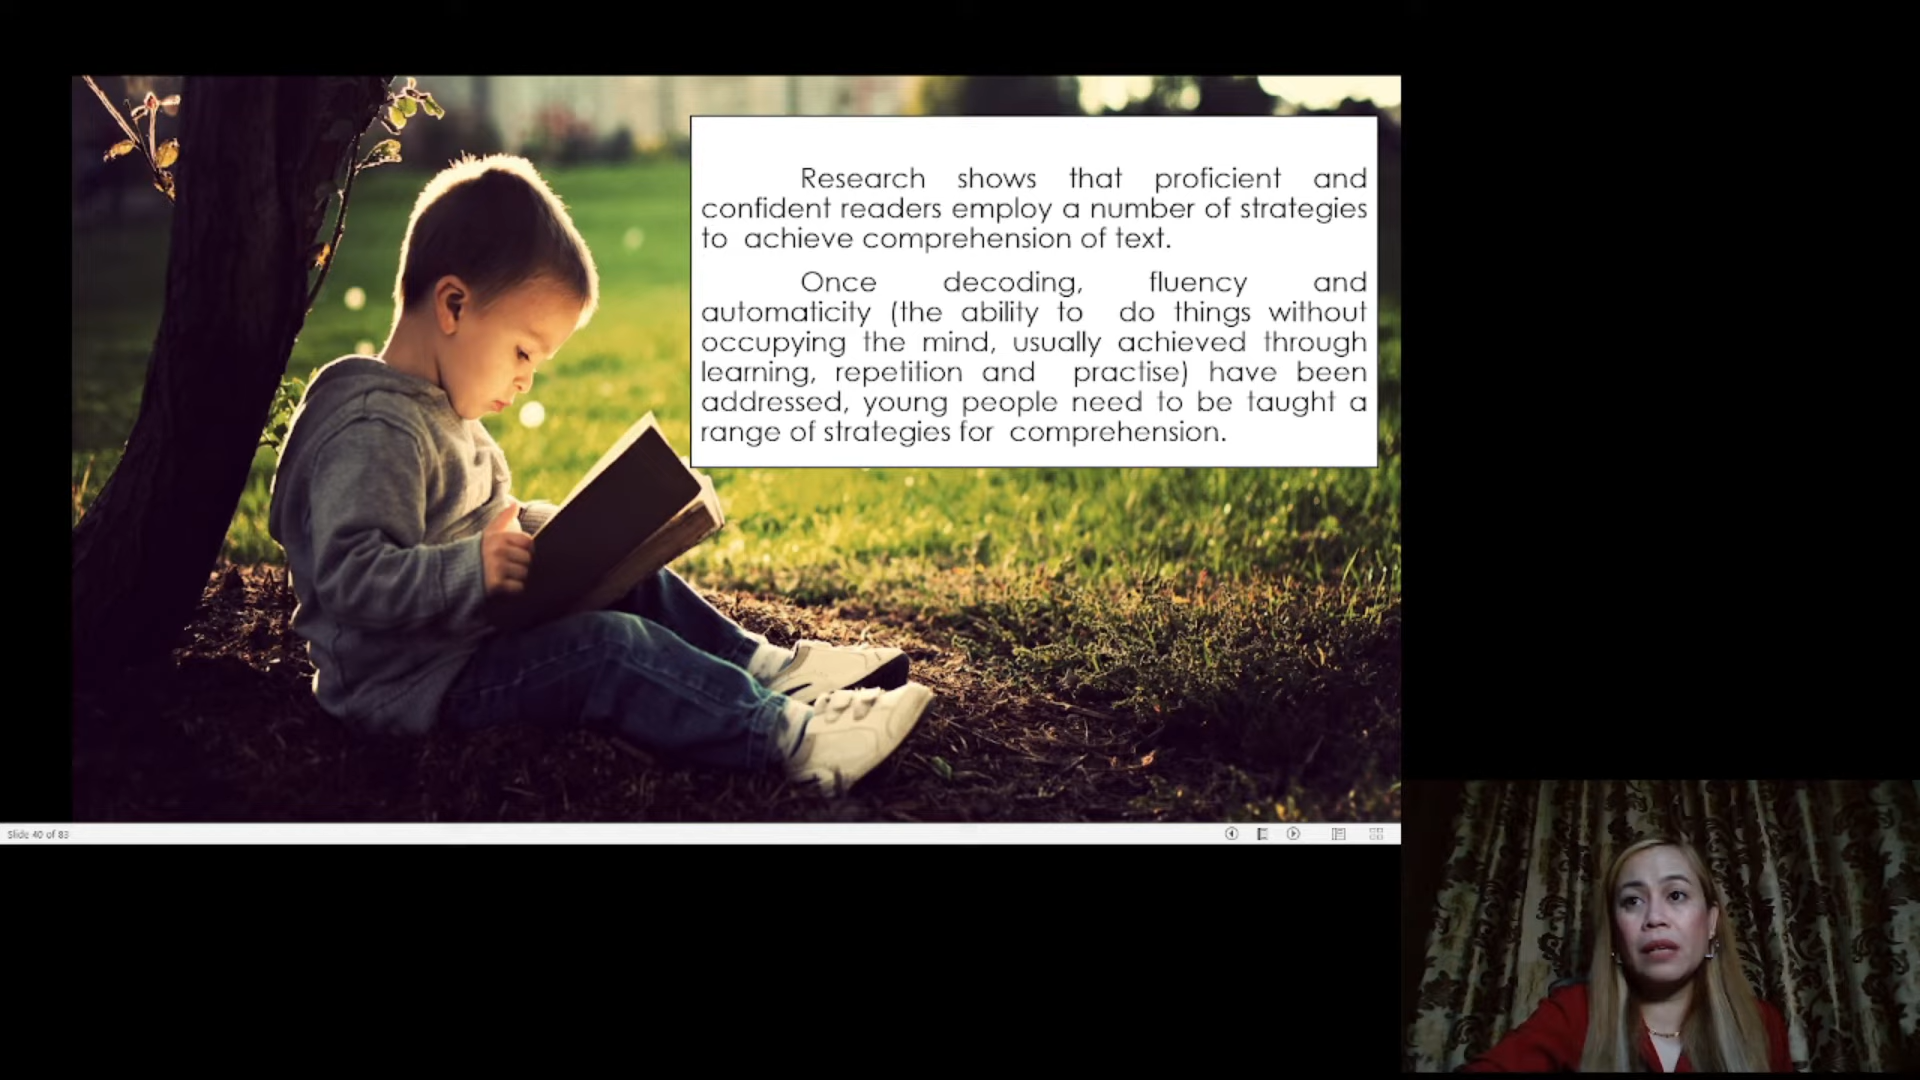 Research shows that proficient and
confident readers employ a number of strategies
to achieve comprehension of text.
Once decoding, fluency and
automaticity (the ability to do things without
occupying the mind, usually achieved through
learning, repetition and practise) have been
addressed, young people need to be taught a
range of strategies for comprehension.
Slide 40 of 83